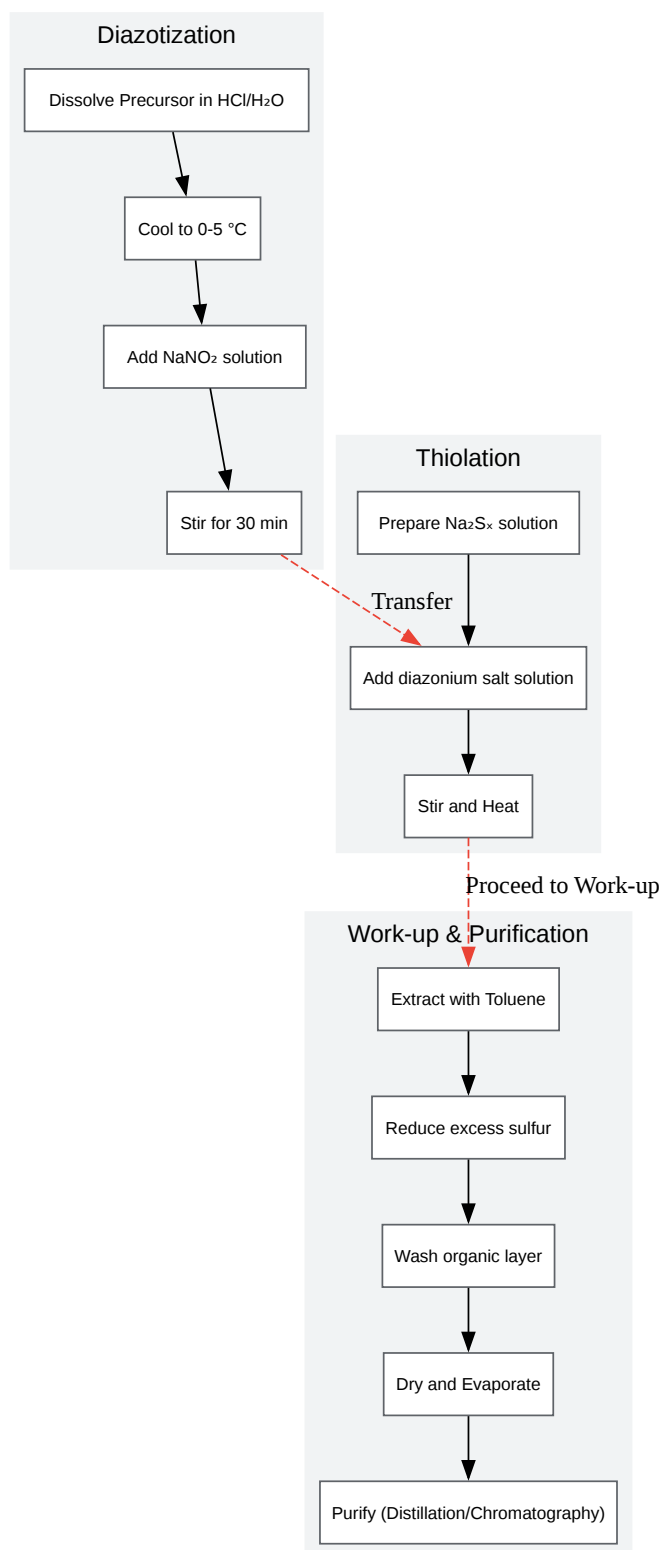 Diazotization
Dissolve Precursor in HCl/H₂O
Cool to 0-5 °C
Add NaNO₂ solution
Stir for 30 min
Thiolation
Prepare Na₂Sₓ solution
Transfer
Add diazonium salt solution
Stir and Heat
Proceed to Work-up
Work-up & Purification
Extract with Toluene
Reduce excess sulfur
Wash organic layer
Dry and Evaporate
Purify (Distillation/Chromatography)